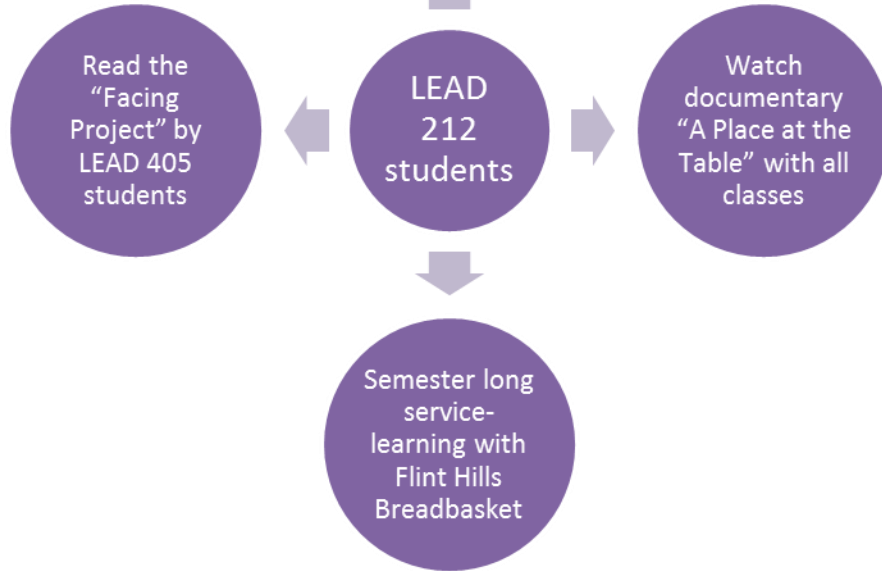 LEAD
212
students
Read the
“Facing
Project” by
LEAD 405
students
Watch
documentary
“A Place at the
Table” with all
classes
Semester long
service-
learning with
Flint Hills
Breadbasket